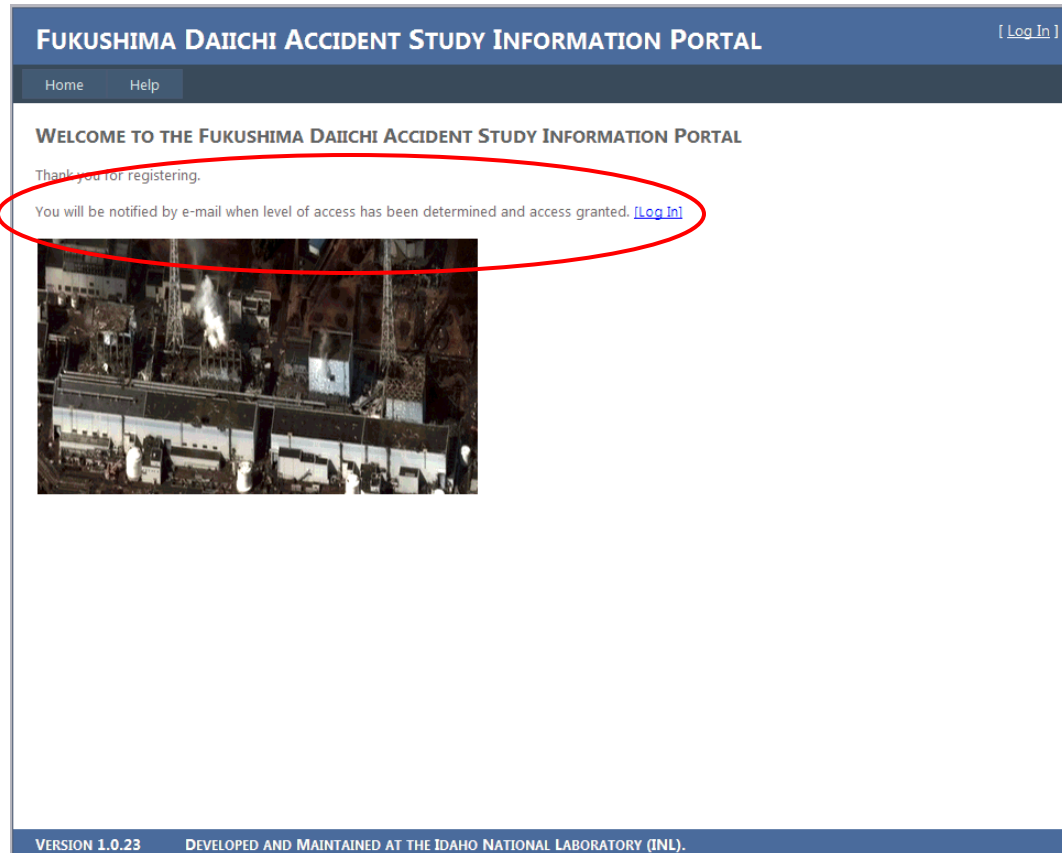 FUKUSHIMA DAIICHI ACCIDENT STUDY INFORMATION PORTAL
[ Log In ]
Home Help
WELCOME TO THE FUKUSHIMA DAIICHI ACCIDENT STUDY INFORMATION PORTAL
Thank you for registering.
You will be notified by e-mail when level of access has been determined and access granted. [Log In]
VERSION 1.0.23 DEVELOPED AND MAINTAINED AT THE IDAHO NATIONAL LABORATORY (INL).